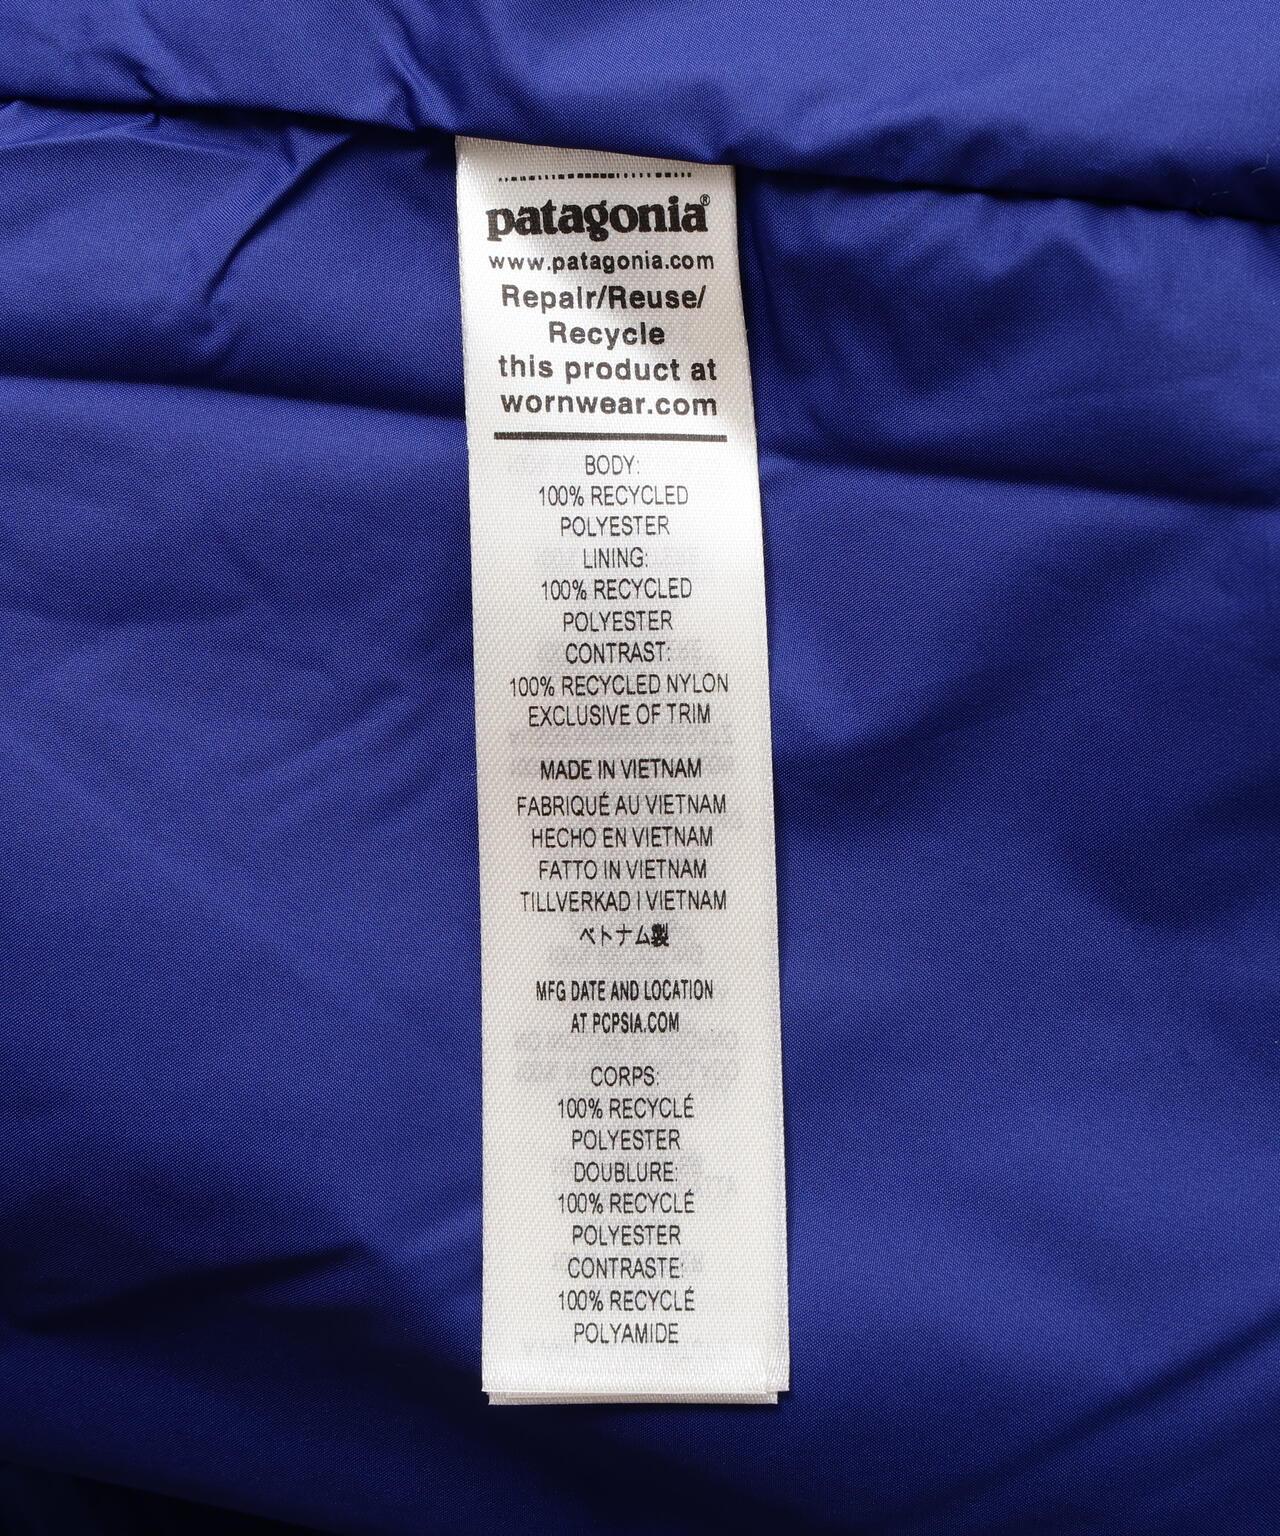 patagonia®
www.patagonia.com
Repair/Reuse/
Recycle
this product at
wornwear.com
BODY:
100% RECYCLED
POLYESTER
LINING:
100% RECYCLED
POLYESTER
CONTRAST:
100% RECYCLED NYLON
EXCLUSIVE OF TRIM
MADE IN VIETNAM
FABRIQUÉ AU VIETNAM
HECHO EN VIETNAM
FATTO IN VIETNAM
TILLVERKAD I VIETNAM
ベトナム製
MFG DATE AND LOCATION
AT PCPSIA.COM
CORPS:
100% RECYCLÉ
POLYESTER
DOUBLURE:
100% RECYCLÉ
POLYESTER
CONTRASTE:
100% RECYCLÉ
POLYAMIDE